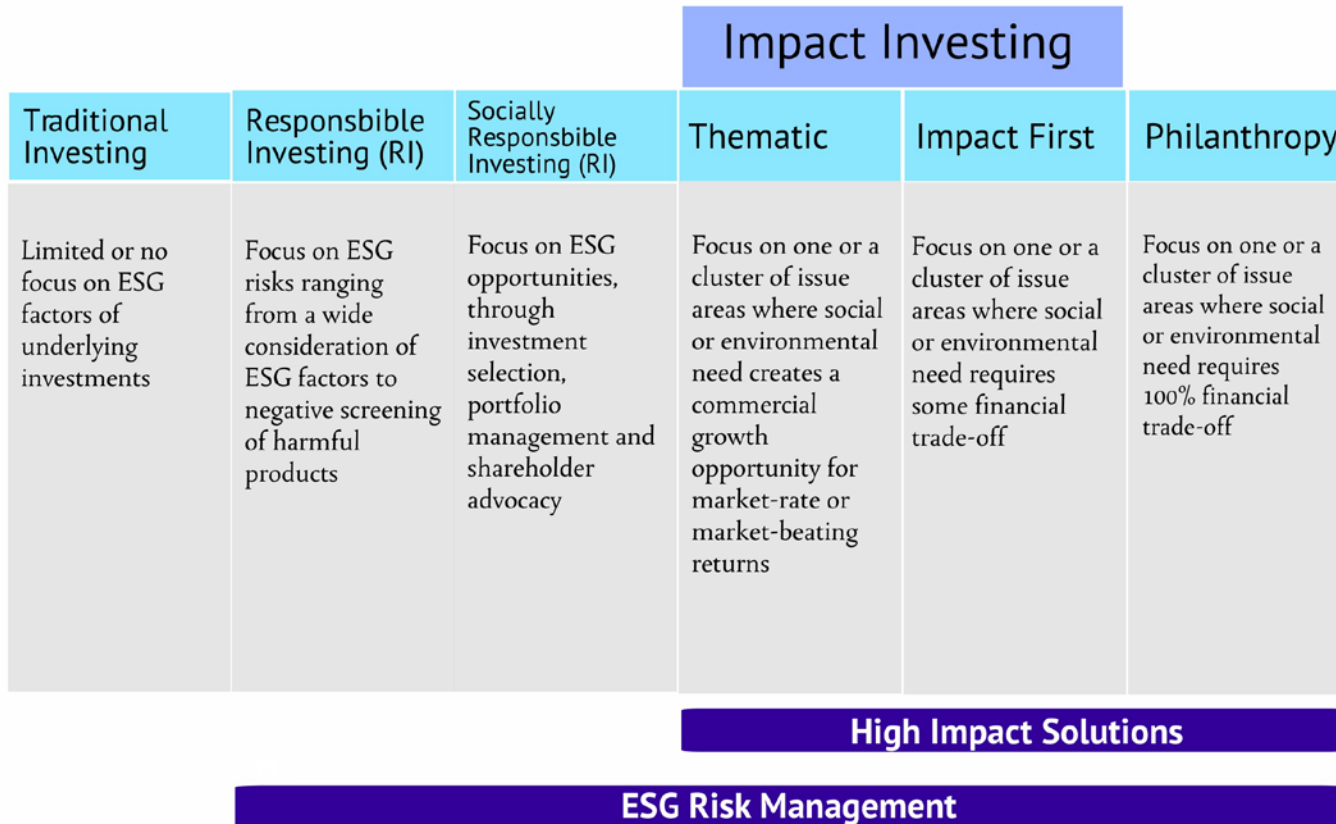 Impact Investing
Traditional
Investing
Responsbible
Investing (RI)
Socially
Responsbible
Investing (RI)
Thematic
Impact First
Philanthropy
Limited or no
focus on ESG
factors of
underlying
investments
Focus on ESG
risks ranging
from a wide
consideration of
ESG factors to
negative screening
of harmful
products
Focus on ESG
opportunities,
through
investment
selection,
portfolio
management and
shareholder
advocacy
Focus on one or a
cluster of issue
areas where social
or environmental
need creates a
commercial
growth
opportunity for
market-rate or
market-beating
returns
Focus on one or a
cluster of issue
areas where social
or environmental
need requires
some financial
trade-off
Focus on one or a
cluster of issue
areas where social
or environmental
need requires
100% financial
trade-off
High Impact Solutions
ESG Risk Management